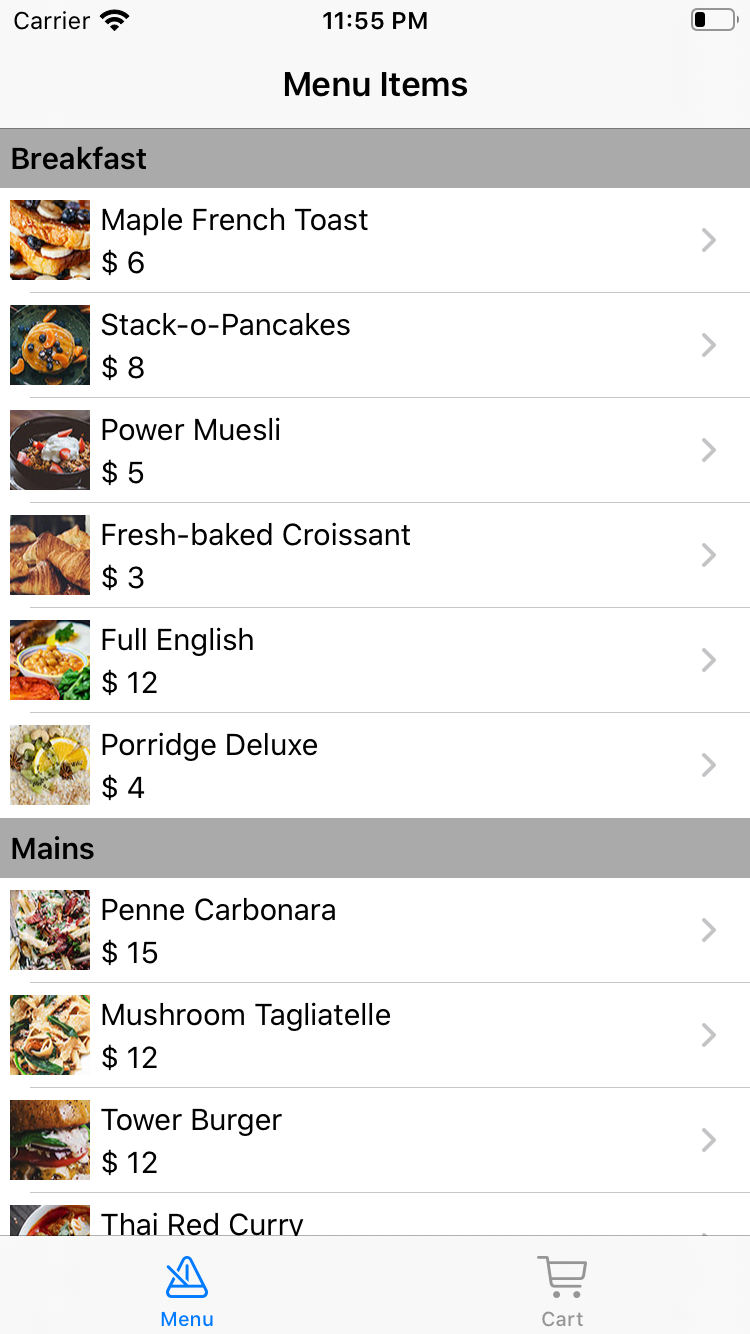 Carrier 11:55 PM
Menu Items
Breakfast
Maple French Toast
$ 6
Stack-o-Pancakes
$ 8
Power Muesli
$ 5
Fresh-baked Croissant
$ 3
Full English
$ 12
Porridge Deluxe
$ 4
Mains
Penne Carbonara
$ 15
Mushroom Tagliatelle
$ 12
Tower Burger
$ 12
Thai Red Curry
Menu Cart